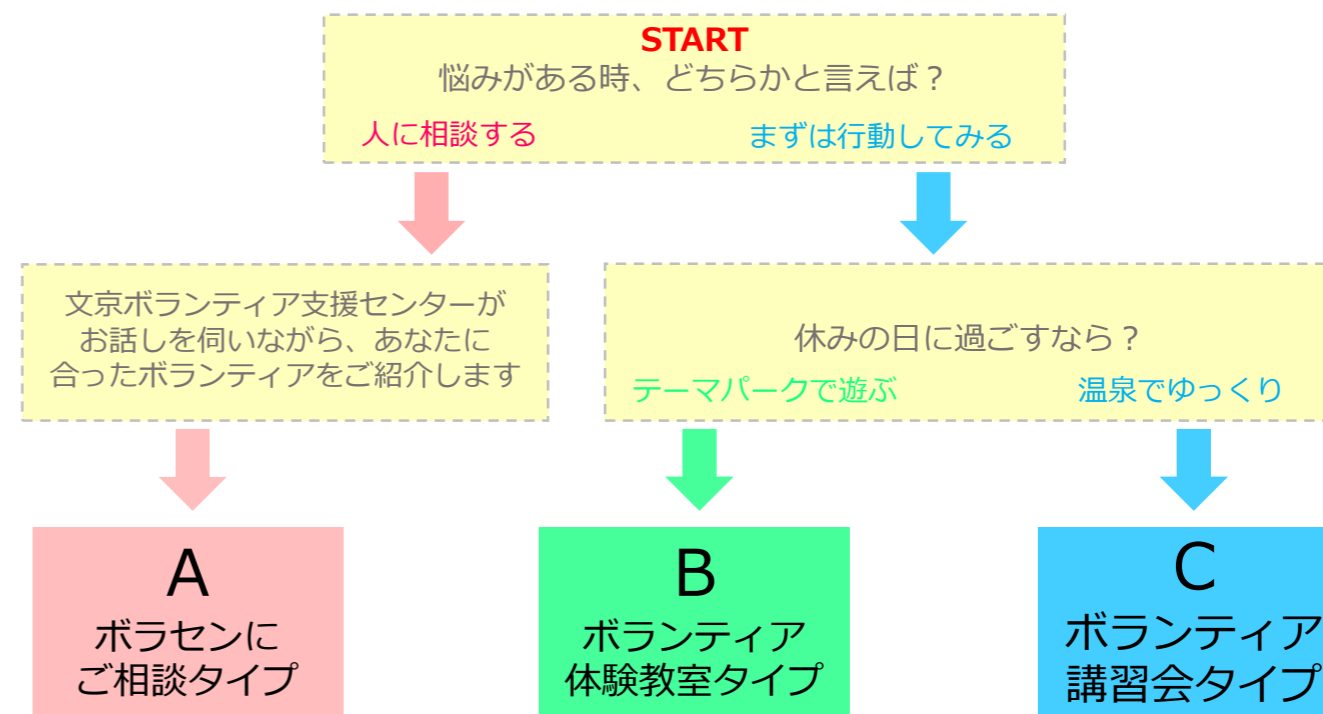 START
悩みがある時、どちらかと言えば？
人に相談する
まずは行動してみる
文京ボランティア支援センターが
お話しを伺いながら、あなたに
合ったボランティアをご紹介します
休みの日に過ごすなら？
テーマパークで遊ぶ
温泉でゆっくり
A
ボラセンに
ご相談タイプ
B
ボランティア
体験教室タイプ
C
ボランティア
講習会タイプ